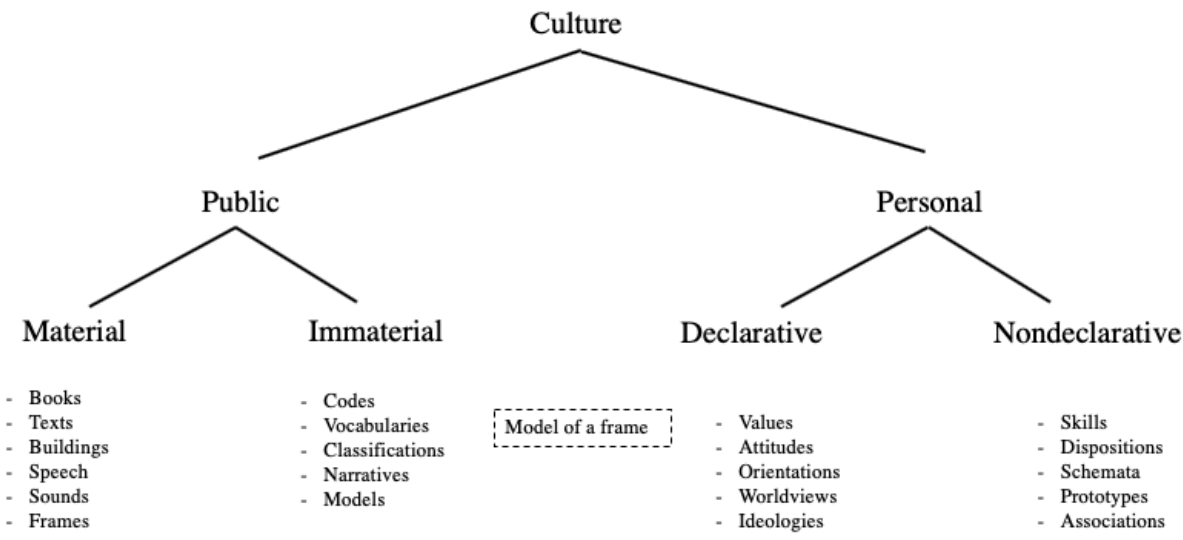 Culture
Public
Personal
Material
Immaterial
Declarative
Nondeclarative
- Books
- Texts
- Buildings
- Speech
- Sounds
- Frames
- Codes
- Vocabularies
- Classifications
- Narratives
- Models
Model of a frame
- Values
- Attitudes
- Orientations
- Worldviews
- Ideologies
- Skills
- Dispositions
- Schemata
- Prototypes
- Associations